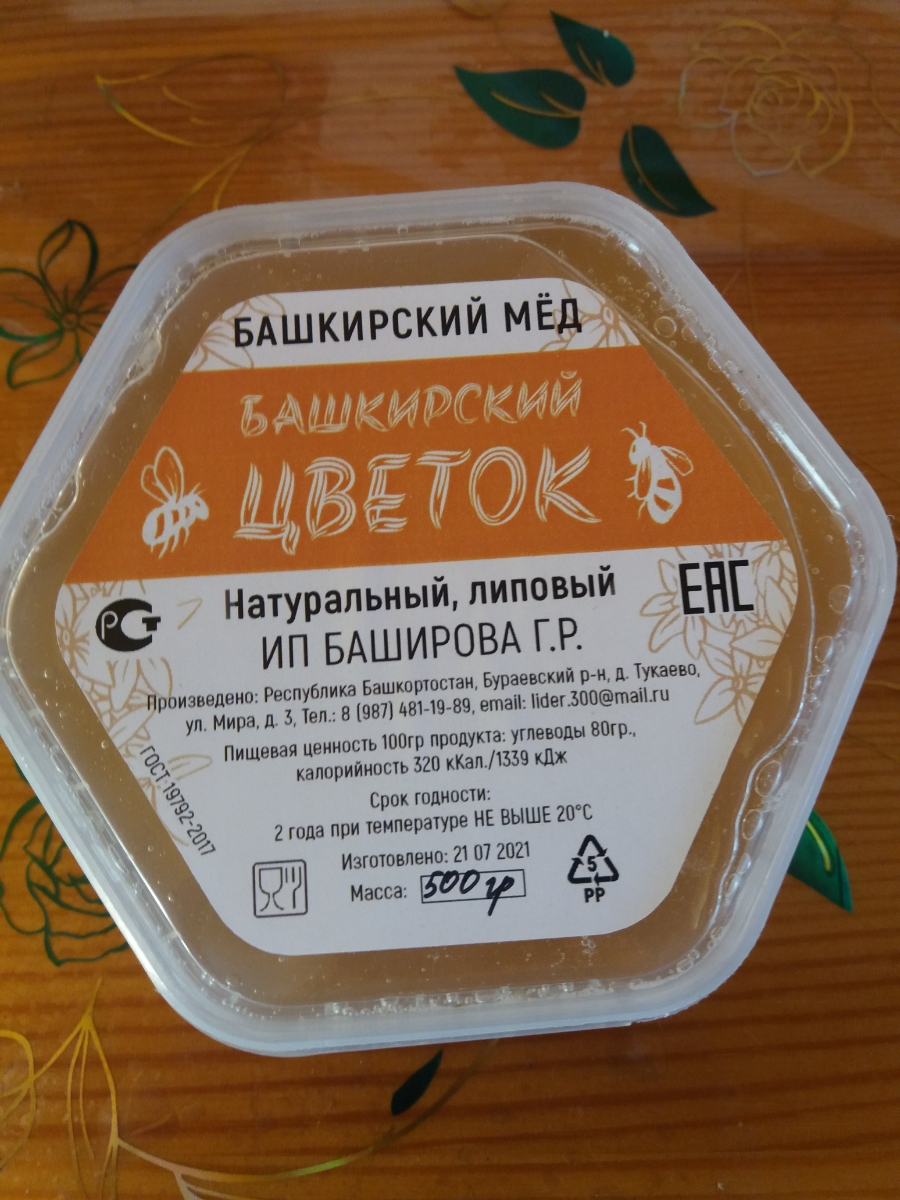 БАШКИРСКИЙ МЁД
БАШКИРСКИЙ
ЦВЕТОК
Натуральный, липовый
ЕАС
РСТ
ИП БАШИРОВА Г.Р.
Произведено: Республика Башкортостан, Бураевский р-н, д. Тукаево,
ул. Мира, д. 3, Тел.: 8 (987) 481-19-89, email: lider.300@mail.ru
Пищевая ценность 100гр продукта: углеводы 80гр.,
калорийность 320 кКал./1339 кДж
ГОСТ 19792-2017
Срок годности:
2 года при температуре НЕ ВЫШЕ 20°С
Изготовлено: 21 07 2021
Масса: 500 гр
5
PP